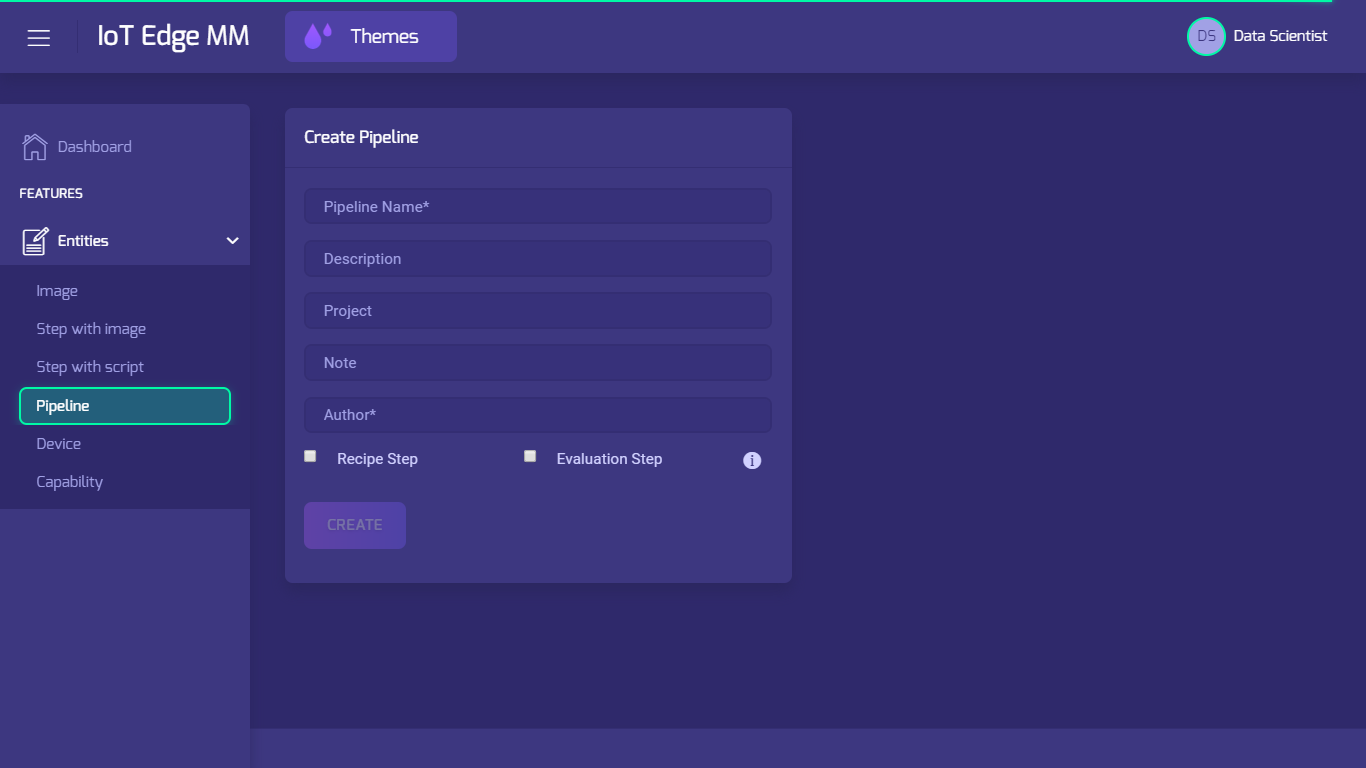 IoT Edge MM
Themes
DS
Data Scientist
Dashboard
FEATURES
Entities
Image
Step with image
Step with script
Pipeline
Device
Capability
Create Pipeline
Pipeline Name*
Description
Project
Note
Author*
Recipe Step
Evaluation Step
i
CREATE